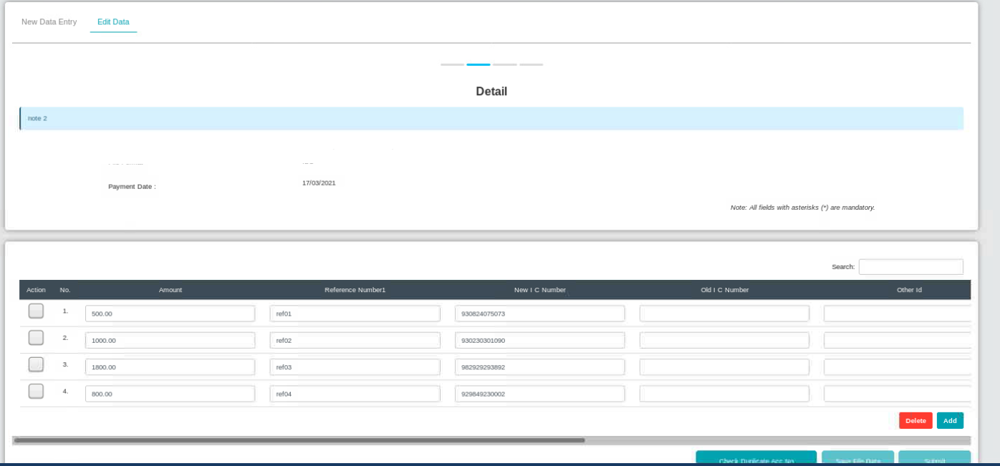 New Data Entry Edit Data
Detail
note 2
Payment Date : 17/03/2021
Note: All fields with asterisks (*) are mandatory.
Search:
Action No. Amount Reference Number1 New I C Number Old I C Number Other Id
1. 500.00 ref01 930824075073
2. 1000.00 ref02 930230301090
3. 1800.00 ref03 982929293892
4. 800.00 ref04 929849230002
Delete Add
Check Duplicate Acc No Save File Data Submit